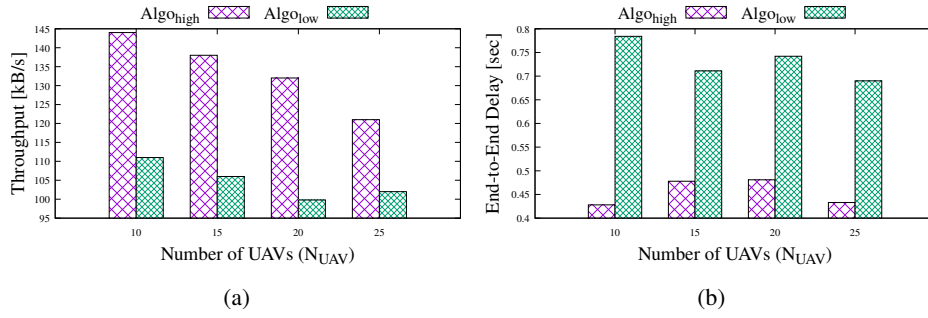 Algohigh Algolow
145
140
135
130
125
120
115
110
105
100
95
10 15 20 25
Throughput [kB/s]
Number of UAVs (NUAV)
(a)
Algohigh Algolow
0.8
0.75
0.7
0.65
0.6
0.55
0.5
0.45
0.4
10 15 20 25
End-to-End Delay [sec]
Number of UAVs (NUAV)
(b)